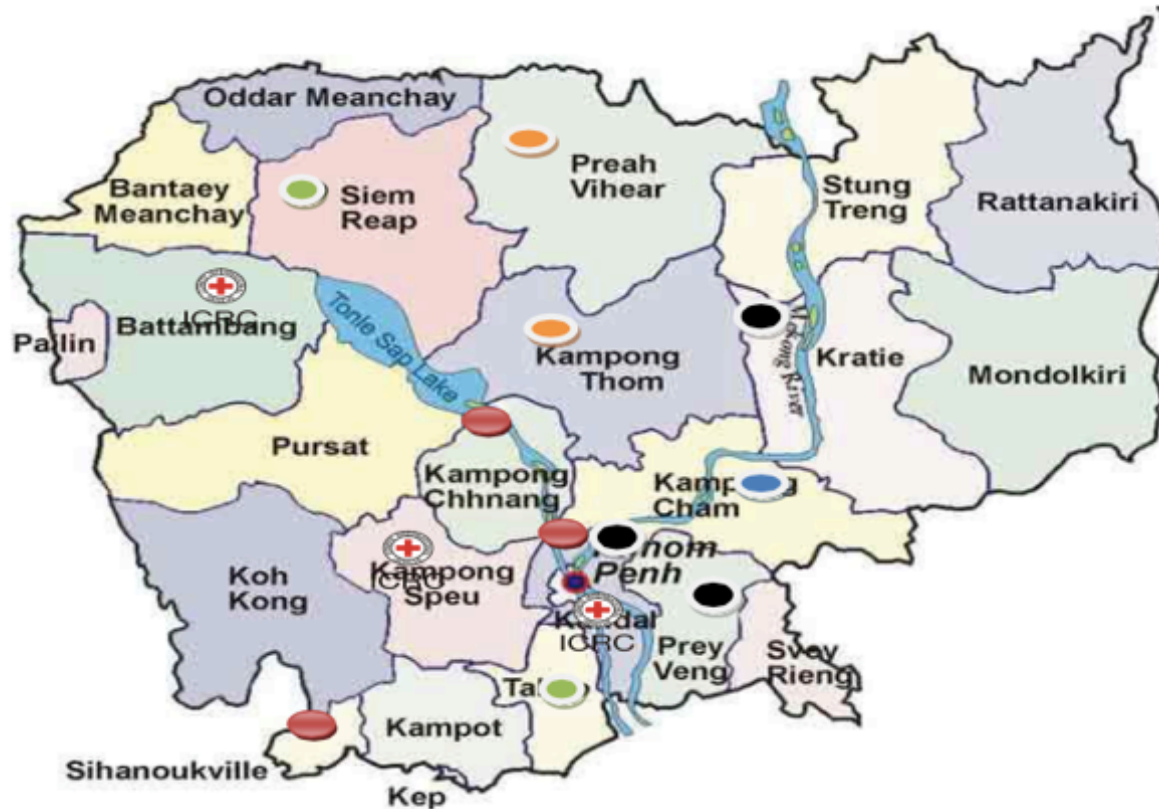 Oddar Meanchay
Preah
Vihear
Stung
Treng
Rattanakiri
Bantaey
Meanchay
Siem
Reap
ICRC
Battambang
Pailin
Tonle Sap Lake
Kampong
Thom
Mekong River
Kratie
Mondolkiri
Pursat
Kampong
Chhnang
Cham
Penh
ICRC
Kampong
Speu
Koh
Kong
ICRC
Prey
Veng
Svay
Rieng
Kampot
Sihanoukville
Kep